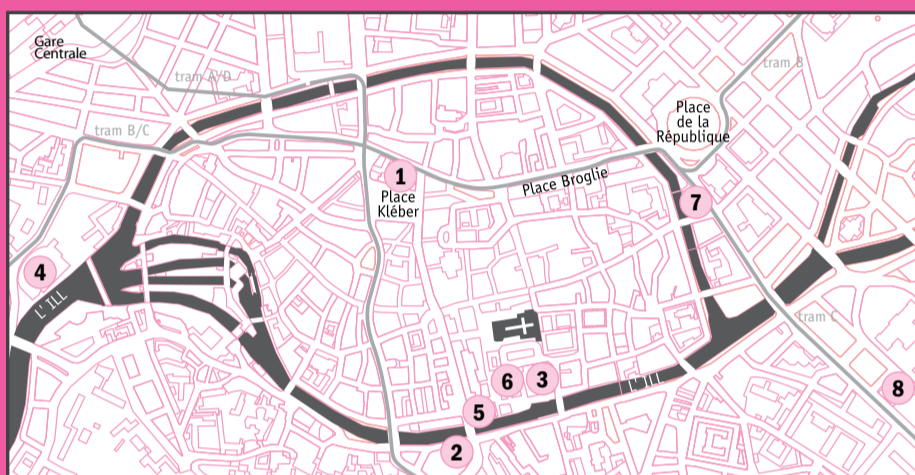 Gare
Centrale
tram A/D
tram B
Place
de la
République
tram B/C
1
Place
Kléber
Place Broglie
7
4
L' ILL
tram C
6
3
L'ILL
8
5
2